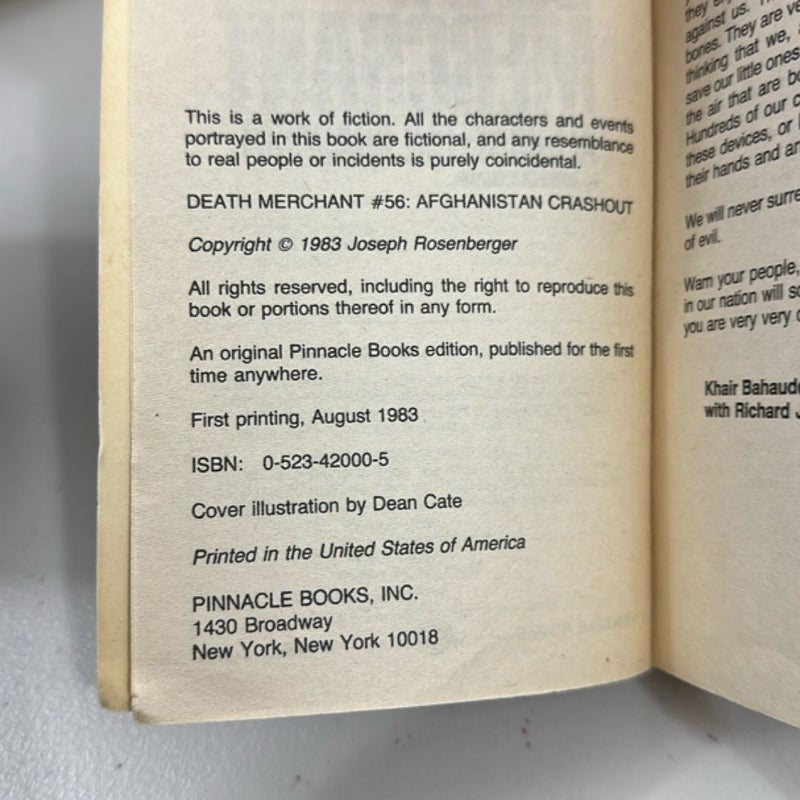 This is a work of fiction. All the characters and events
portrayed in this book are fictional, and any resemblance
to real people or incidents is purely coincidental.
DEATH MERCHANT #56: AFGHANISTAN CRASHOUT
Copyright © 1983 Joseph Rosenberger
All rights reserved, including the right to reproduce this
book or portions thereof in any form.
An original Pinnacle Books edition, published for the first
time anywhere.
First printing, August 1983
ISBN: 0-523-42000-5
Cover illustration by Dean Cate
Printed in the United States of America
PINNACLE BOOKS, INC.
1430 Broadway
New York, New York 10018
they
against us.
bones. They are
thinking that we,
save our little ones
the air that are
Hundreds of our
these devices, or
their hands and
We will never
of evil.
Warn your people,
in our nation will
you are very very
Khair
with Richard